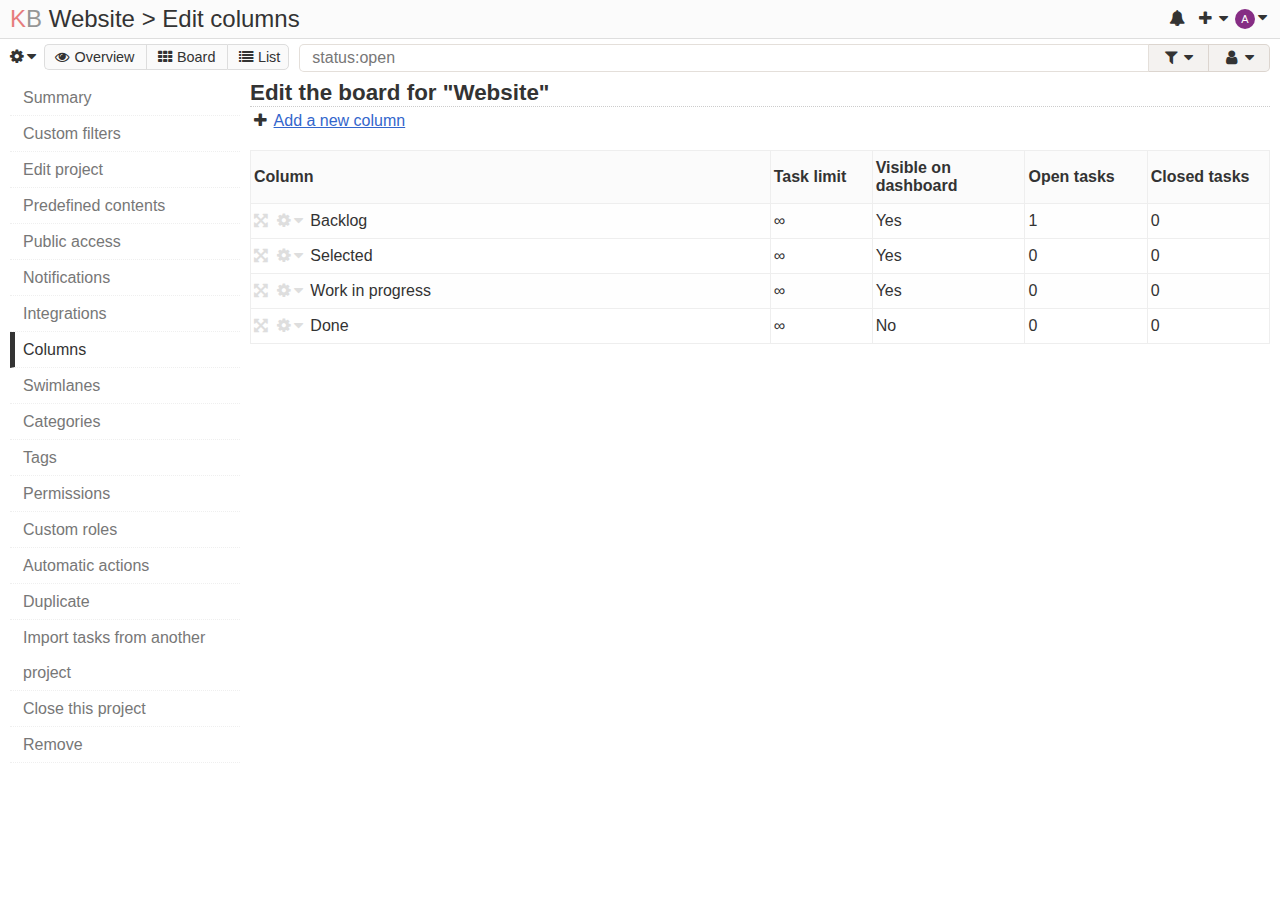 KB Website > Edit columns
A
Overview
Board
List
status:open
Summary
Custom filters
Edit project
Predefined contents
Public access
Notifications
Integrations
Columns
Swimlanes
Categories
Tags
Permissions
Custom roles
Automatic actions
Duplicate
Import tasks from another
project
Close this project
Remove
Edit the board for "Website"
Add a new column
Column Task limit Visible on dashboard Open tasks Closed tasks
Backlog ∞ Yes 1 0
Selected ∞ Yes 0 0
Work in progress ∞ Yes 0 0
Done ∞ No 0 0